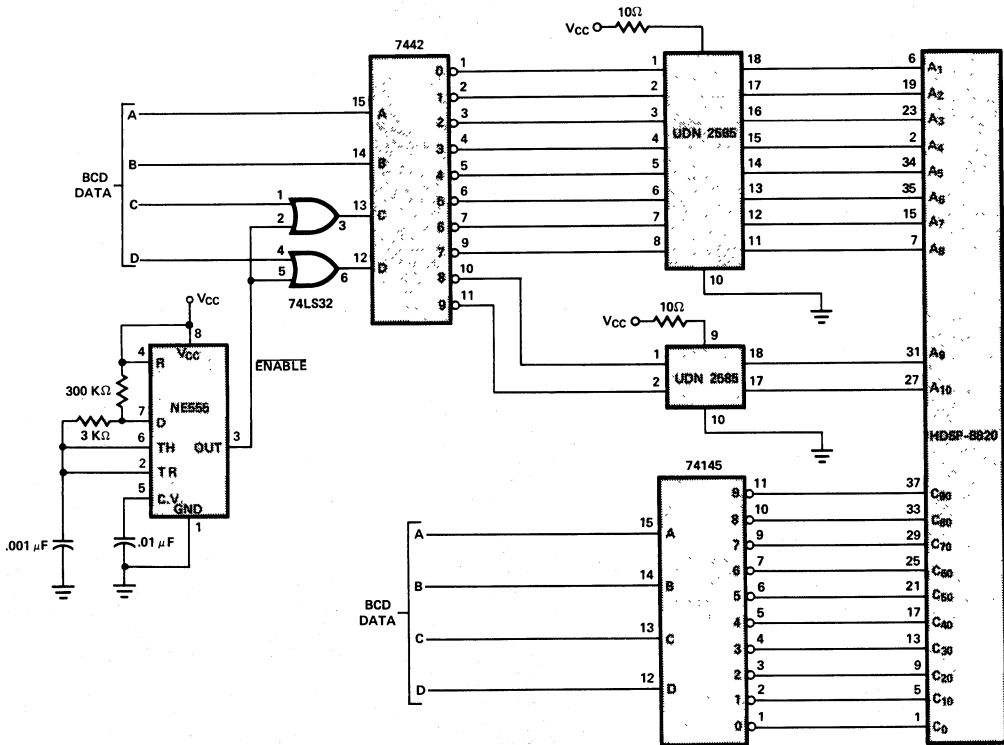 10Ω
VCC
7442
15 A
14 B
13 C
12 D
0 1
1 2
2 3
3 4
4 5
5 6
6 7
7 9
8 10
9 11
BCD DATA
A
B
C
D
1
2
3
4
5
6
74LS32
ENABLE
1
2
3
4
5
6
7
8
UDN 2585
18
17
16
15
14
13
12
11
10
6 A1
19 A2
23 A3
2 A4
34 A5
35 A6
15 A7
7 A8
VCC
10Ω
9
1
2
UDN 2585
18
17
10
31 A9
27 A10
HDSP-8820
VCC
8
VCC
4 R
300 KΩ
NE555
7 D
3 KΩ
6 TH
OUT 3
2 TR
5 C.V.
GND
1
.001 µF
.01 µF
74145
BCD DATA
A
B
C
D
15 A
14 B
13 C
12 D
9 11
8 10
7 9
6 7
5 6
4 5
3 4
2 3
1 2
0 1
37 C90
33 C80
29 C70
25 C60
21 C50
17 C40
13 C30
9 C20
5 C10
1 C0